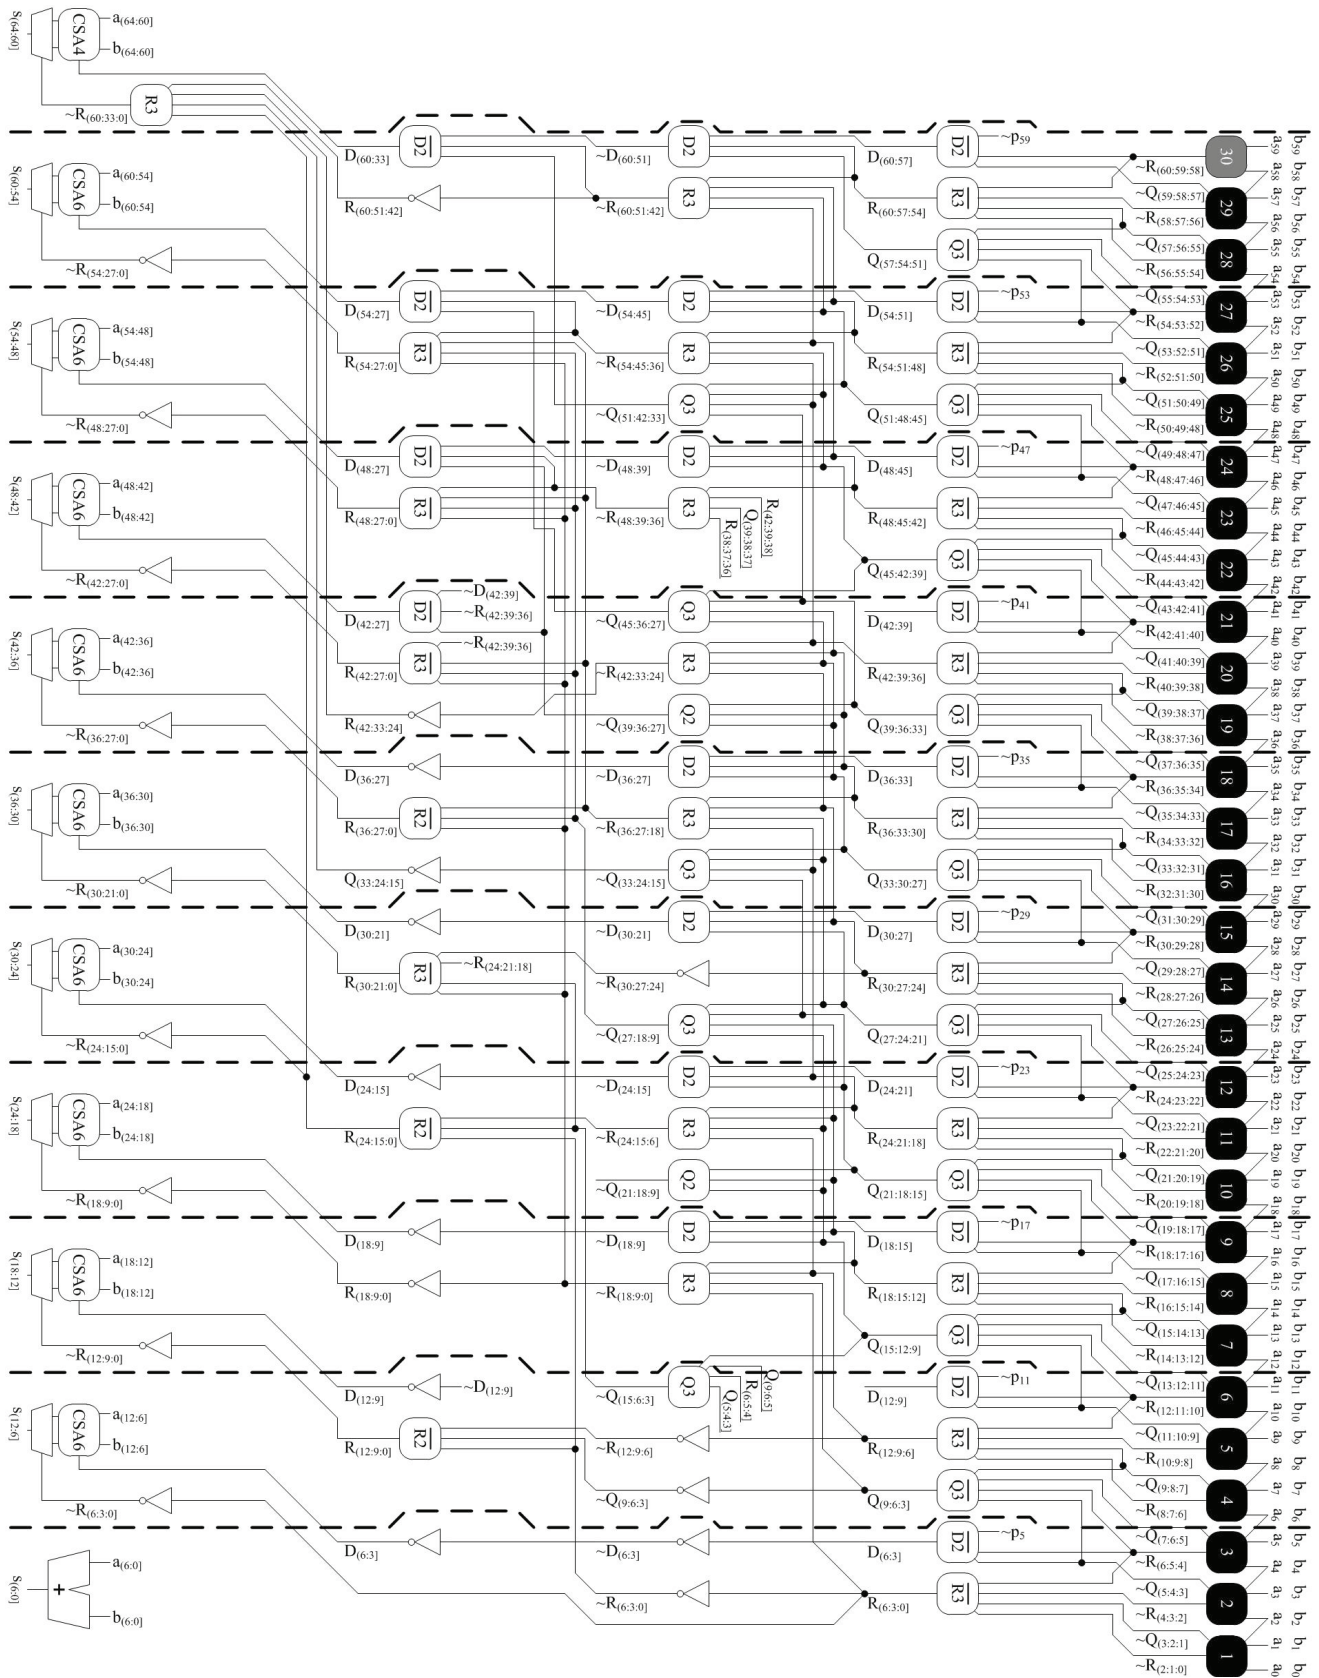 b59 b58 b57 b56 b55 b54 b53 b52 b51 b50 b49 b48 b47 b46 b45 b44 b43 b42 b41 b40 b39 b38 b37 b36 b35 b34 b33 b32 b31 b30 b29 b28 b27 b26 b25 b24 b23 b22 b21 b20 b19 b18 b17 b16 b15 b14 b13 b12 b11 b10 b9 b8 b7 b6 b5 b4 b3 b2 b1 b0
a59 a58 a57 a56 a55 a54 a53 a52 a51 a50 a49 a48 a47 a46 a45 a44 a43 a42 a41 a40 a39 a38 a37 a36 a35 a34 a33 a32 a31 a30 a29 a28 a27 a26 a25 a24 a23 a22 a21 a20 a19 a18 a17 a16 a15 a14 a13 a12 a11 a10 a9 a8 a7 a6 a5 a4 a3 a2 a1 a0
30 29 28 27 26 25 24 23 22 21 20 19 18 17 16 15 14 13 12 11 10 9 8 7 6 5 4 3 2 1
~R(60:59:58]
~Q(59:58:57]
~R(58:57:56]
~Q(57:56:55]
~R(56:55:54]
~Q(55:54:53]
~R(54:53:52]
~Q(53:52:51]
~R(52:51:50]
~Q(51:50:49]
~R(50:49:48]
~Q(49:48:47]
~R(48:47:46]
~Q(47:46:45]
~R(46:45:44]
~Q(45:44:43]
~R(44:43:42]
~Q(43:42:41]
~R(42:41:40]
~Q(41:40:39]
~R(40:39:38]
~Q(39:38:37]
~R(38:37:36]
~Q(37:36:35]
~R(36:35:34]
~Q(35:34:33]
~R(34:33:32]
~Q(33:32:31]
~R(32:31:30]
~Q(31:30:29]
~R(30:29:28]
~Q(29:28:27]
~R(28:27:26]
~Q(27:26:25]
~R(26:25:24]
~Q(25:24:23]
~R(24:23:22]
~Q(23:22:21]
~R(22:21:20]
~Q(21:20:19]
~R(20:19:18]
~Q(19:18:17]
~R(18:17:16]
~Q(17:16:15]
~R(16:15:14]
~Q(15:14:13]
~R(14:13:12]
~Q(13:12:11]
~R(12:11:10]
~Q(11:10:9]
~R(10:9:8]
~Q(9:8:7]
~R(8:7:6]
~Q(7:6:5]
~R(6:5:4]
~Q(5:4:3]
~R(4:3:2]
~Q(3:2:1]
~R(2:1:0]
~p59 ~p53 ~p47 ~p41 ~p35 ~p29 ~p23 ~p17 ~p11 ~p5
D2 R3 Q3 D2 R3 Q3 D2 R3 Q3 D2 R3 Q3 D2 R3 Q3 D2 R3 Q3 D2 R3 Q3 D2 R3 Q3 D2 R3 Q3 D2 R3
D(60:57]
R(60:57:54]
Q(57:54:51]
D(54:51]
R(54:51:48]
Q(51:48:45]
D(48:45]
R(48:45:42]
Q(45:42:39]
D(42:39]
R(42:39:36]
Q(39:36:33]
D(36:33]
R(36:33:30]
Q(33:30:27]
D(30:27]
R(30:27:24]
Q(27:24:21]
D(24:21]
R(24:21:18]
Q(21:18:15]
D(18:15]
R(18:15:12]
Q(15:12:9]
D(12:9]
R(12:9:6]
Q(9:6:3]
D(6:3]
R(6:3:0]
R(42:39:38]
Q(39:38:37]
R(38:37:36]
Q(9:6:5]
R(6:5:4]
Q(5:4:3]
D2 R3 D2 R3 Q3 D2 R3 Q3 R3 Q2 D2 R3 Q3 D2 Q3 D2 R3 Q2 D2 R3 Q3
~D(60:51]
~R(60:51:42]
~D(54:45]
~R(54:45:36]
~Q(51:42:33]
~D(48:39]
~R(48:39:36]
~Q(45:36:27]
~R(42:33:24]
~Q(39:36:27]
~D(36:27]
~R(36:27:18]
~Q(33:24:15]
~D(30:21]
~R(30:27:24]
~Q(27:18:9]
~D(24:15]
~R(24:15:6]
~Q(21:18:9]
~D(18:9]
~R(18:9:0]
~Q(15:6:3]
~R(12:9:6]
~Q(9:6:3]
~D(6:3]
~R(6:3:0]
~D(42:39]
~R(42:39:36]
~R(42:39:36]
~R(24:21:18]
~D(12:9]
D2 D2 R3 D2 R3 D2 R3 R2 R3 R2 R2
D(60:33]
R(60:51:42]
D(54:27]
R(54:27:0]
D(48:27]
R(48:27:0]
D(42:27]
R(42:27:0]
R(42:33:24]
D(36:27]
R(36:27:0]
Q(33:24:15]
D(30:21]
R(30:21:0]
D(24:15]
R(24:15:0]
D(18:9]
R(18:9:0]
D(12:9]
R(12:9:0]
D(6:3]
R3
~R(60:33:0]
~R(54:27:0]
~R(48:27:0]
~R(42:27:0]
~R(36:27:0]
~R(30:21:0]
~R(24:15:0]
~R(18:9:0]
~R(12:9:0]
~R(6:3:0]
a(64:60]
b(64:60]
CSA4
s(64:60]
a(60:54]
b(60:54]
CSA6
s(60:54]
a(54:48]
b(54:48]
CSA6
s(54:48]
a(48:42]
b(48:42]
CSA6
s(48:42]
a(42:36]
b(42:36]
CSA6
s(42:36]
a(36:30]
b(36:30]
CSA6
s(36:30]
a(30:24]
b(30:24]
CSA6
s(30:24]
a(24:18]
b(24:18]
CSA6
s(24:18]
a(18:12]
b(18:12]
CSA6
s(18:12]
a(12:6]
b(12:6]
CSA6
s(12:6]
a(6:0]
b(6:0]
+
s(6:0]